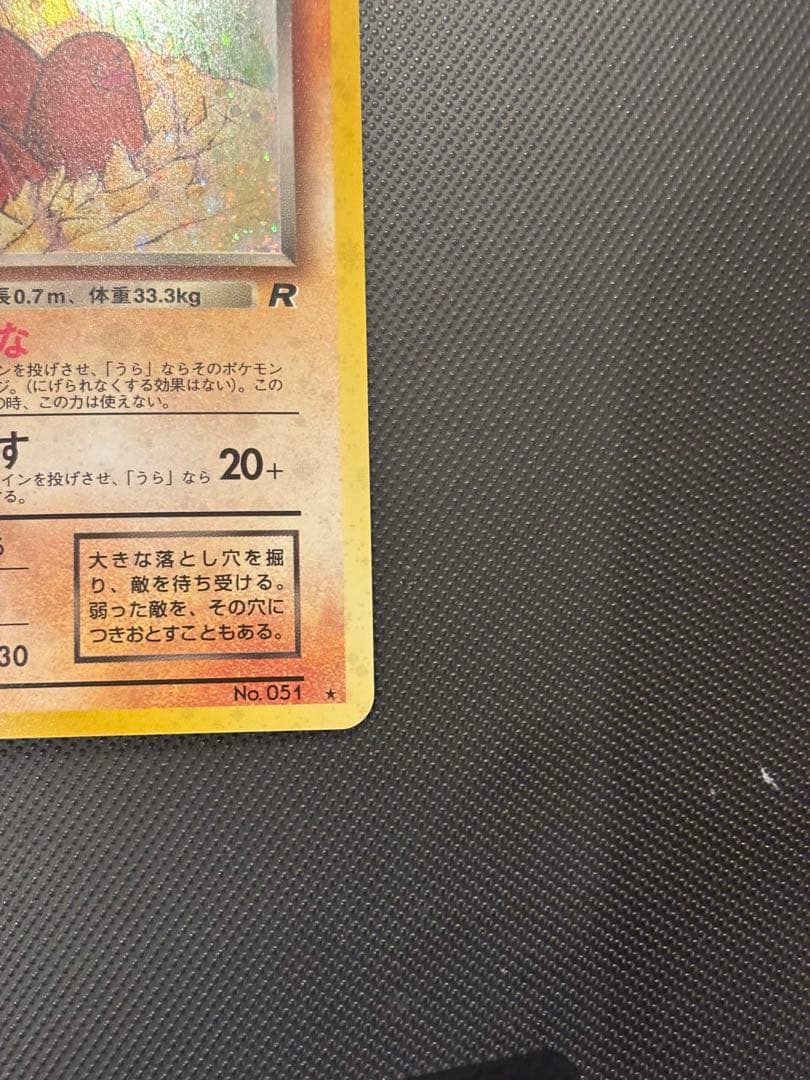 長0.7m、体重33.3kg R
な
ンを投げさせ、「うら」ならそのポケモン
ジ。(にげられなくする効果はない)。この
の時、この力は使えない。
す
インを投げさせ、「うら」なら 20+
する。
大きな落とし穴を掘
り、敵を待ち受ける。
弱った敵を、その穴に
つきおとすこともある。
30
No. 051 ★